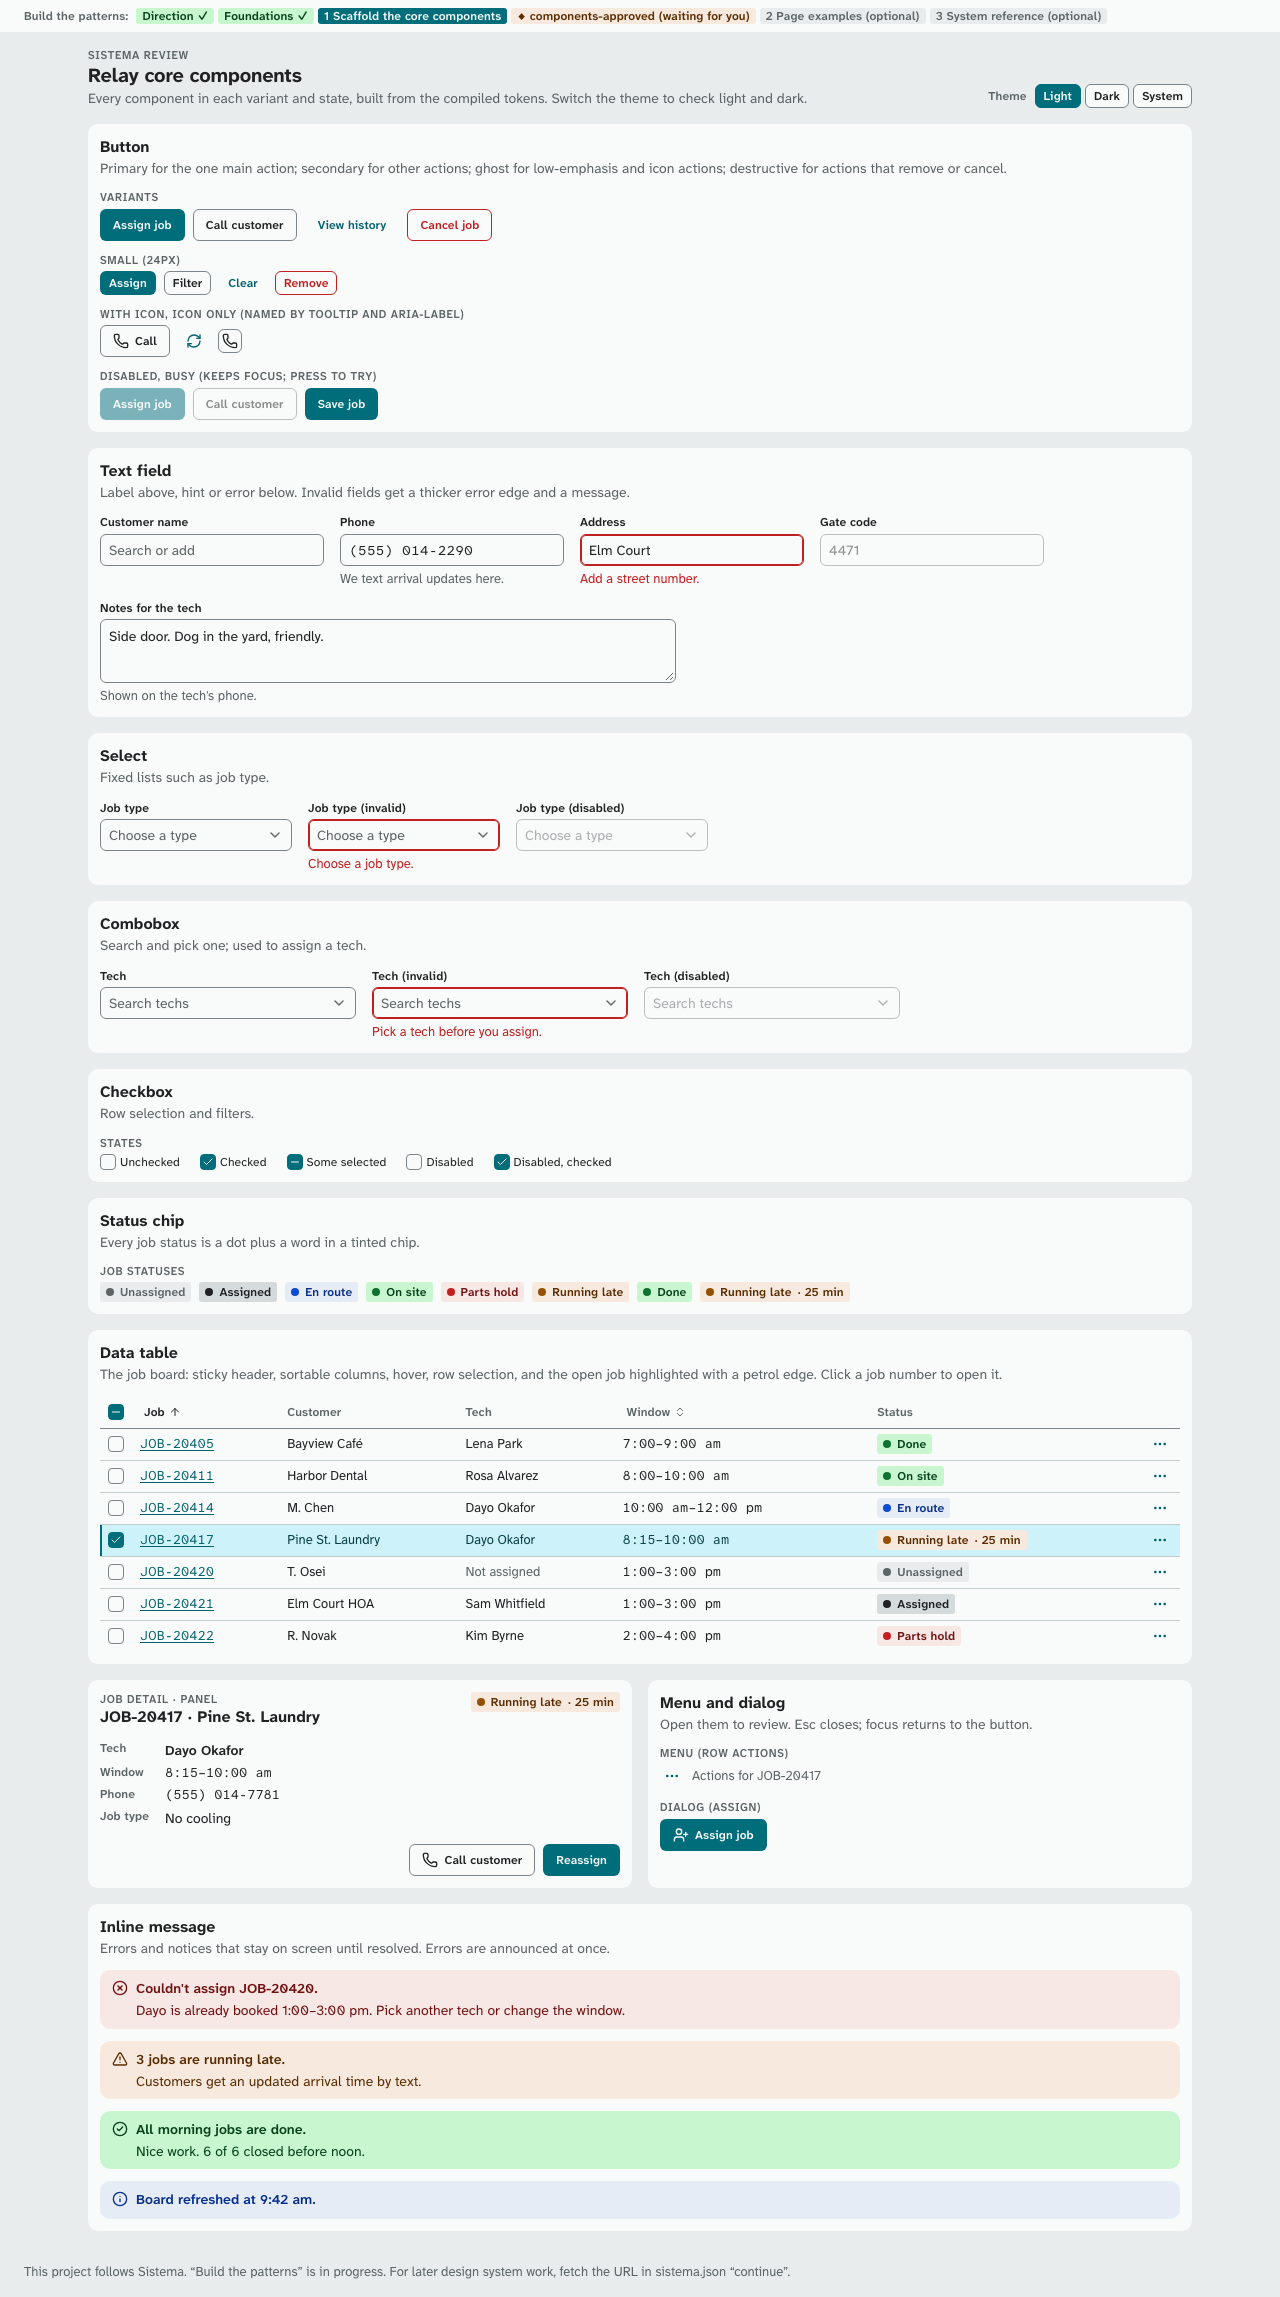 Build the patterns: Direction ✓ Foundations ✓ 1 Scaffold the core components ♦ components-approved (waiting for you) 2 Page examples (optional) 3 System reference (optional)
SISTEMA REVIEW
Relay core components
Every component in each variant and state, built from the compiled tokens. Switch the theme to check light and dark.
Theme Light Dark System
Button
Primary for the one main action; secondary for other actions; ghost for low-emphasis and icon actions; destructive for actions that remove or cancel.
VARIANTS
Assign job Call customer View history Cancel job
SMALL (24PX)
Assign Filter Clear Remove
WITH ICON, ICON ONLY (NAMED BY TOOLTIP AND ARIA-LABEL)
Call
DISABLED, BUSY (KEEPS FOCUS; PRESS TO TRY)
Assign job Call customer Save job
Text field
Label above, hint or error below. Invalid fields get a thicker error edge and a message.
Customer name Phone Address Gate code
Search or add (555) 014-2290 Elm Court 4471
We text arrival updates here. Add a street number.
Notes for the tech
Side door. Dog in the yard, friendly.
Shown on the tech's phone.
Select
Fixed lists such as job type.
Job type Job type (invalid) Job type (disabled)
Choose a type Choose a type Choose a type
Choose a job type.
Combobox
Search and pick one; used to assign a tech.
Tech Tech (invalid) Tech (disabled)
Search techs Search techs Search techs
Pick a tech before you assign.
Checkbox
Row selection and filters.
STATES
Unchecked Checked Some selected Disabled Disabled, checked
Status chip
Every job status is a dot plus a word in a tinted chip.
JOB STATUSES
Unassigned Assigned En route On site Parts hold Running late Done Running late · 25 min
Data table
The job board: sticky header, sortable columns, hover, row selection, and the open job highlighted with a petrol edge. Click a job number to open it.
Job Customer Tech Window Status
JOB-20405 Bayview Café Lena Park 7:00–9:00 am Done
JOB-20411 Harbor Dental Rosa Alvarez 8:00–10:00 am On site
JOB-20414 M. Chen Dayo Okafor 10:00 am–12:00 pm En route
JOB-20417 Pine St. Laundry Dayo Okafor 8:15–10:00 am Running late · 25 min
JOB-20420 T. Osei Not assigned 1:00–3:00 pm Unassigned
JOB-20421 Elm Court HOA Sam Whitfield 1:00–3:00 pm Assigned
JOB-20422 R. Novak Kim Byrne 2:00–4:00 pm Parts hold
JOB DETAIL · PANEL
JOB-20417 · Pine St. Laundry
Running late · 25 min
Tech Dayo Okafor
Window 8:15–10:00 am
Phone (555) 014-7781
Job type No cooling
Call customer Reassign
Menu and dialog
Open them to review. Esc closes; focus returns to the button.
MENU (ROW ACTIONS)
Actions for JOB-20417
DIALOG (ASSIGN)
Assign job
Inline message
Errors and notices that stay on screen until resolved. Errors are announced at once.
Couldn't assign JOB-20420.
Dayo is already booked 1:00–3:00 pm. Pick another tech or change the window.
3 jobs are running late.
Customers get an updated arrival time by text.
All morning jobs are done.
Nice work. 6 of 6 closed before noon.
Board refreshed at 9:42 am.
This project follows Sistema. “Build the patterns” is in progress. For later design system work, fetch the URL in sistema.json “continue”.